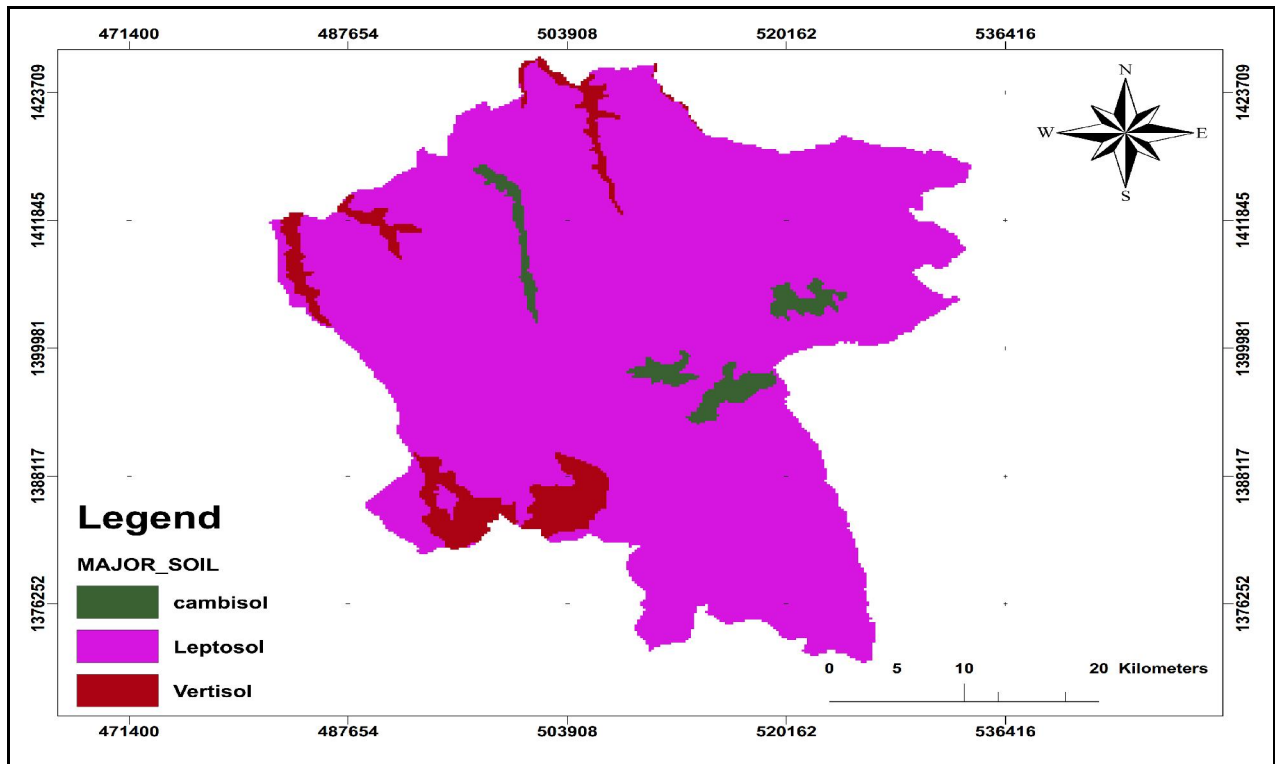 471400 487654 503908 520162 536416
N
W E
S
1423709 1423709
1411845 1411845
1399981 1399981
1388117 1388117
1376252 1376252
Legend
MAJOR_SOIL
cambisol
Leptosol
Vertisol
0 5 10 20 Kilometers
471400 487654 503908 520162 536416